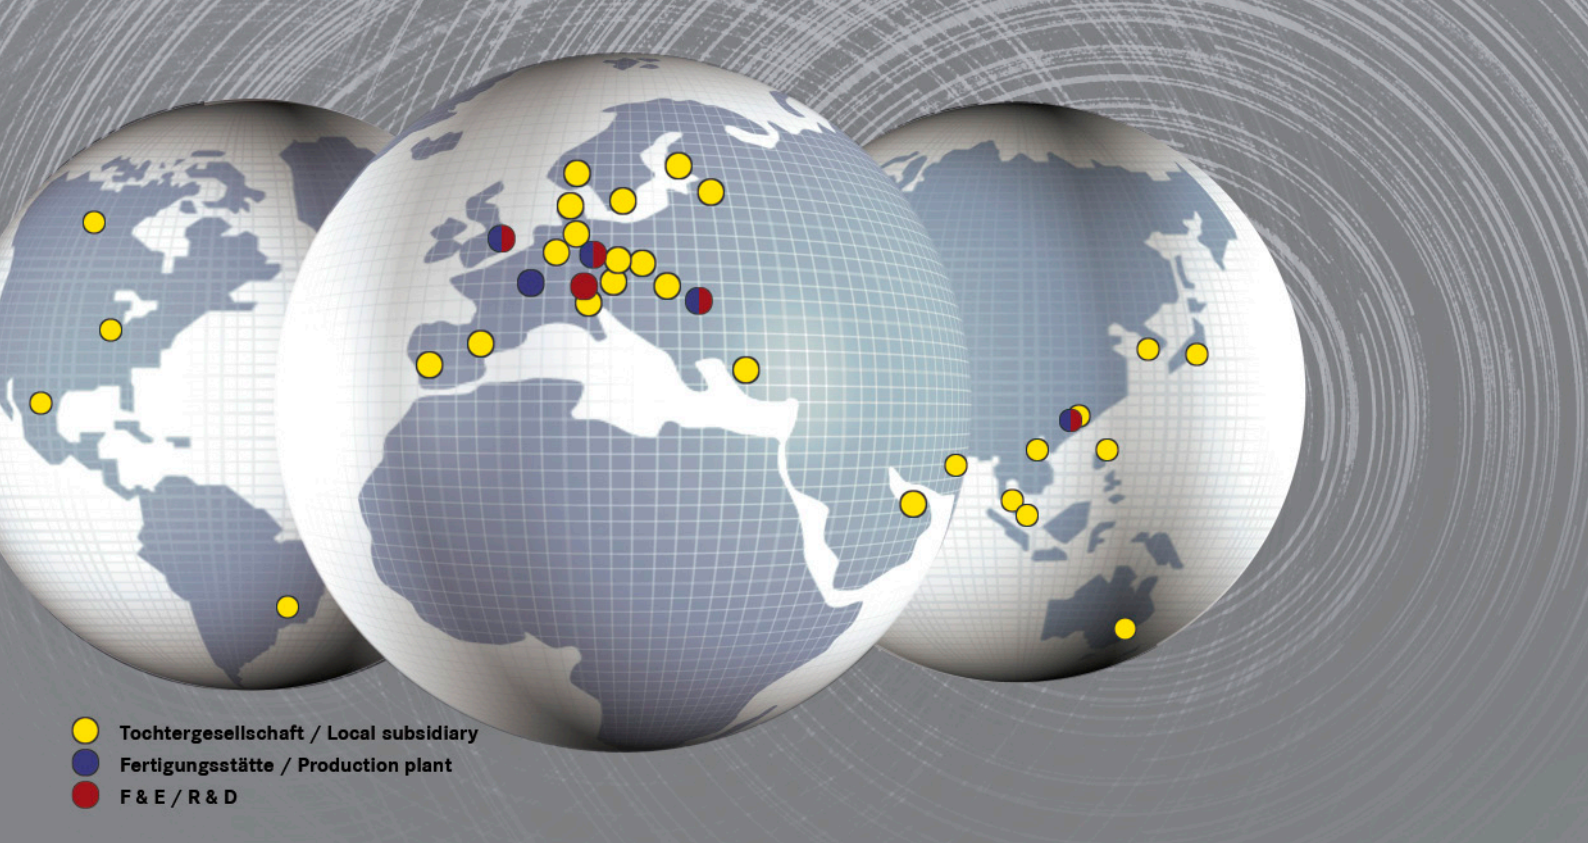 Tochtergesellschaft / Local subsidiary
Fertigungsstätte / Production plant
F & E / R & D